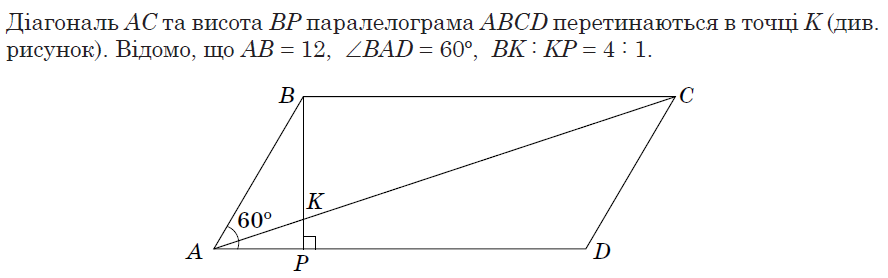 Діагональ AC та висота BP паралелограма ABCD перетинаються в точці K (див.
рисунок). Відомо, що AB = 12, ∠BAD = 60°, BK : KP = 4 : 1.
B
C
K
60°
A
P
D